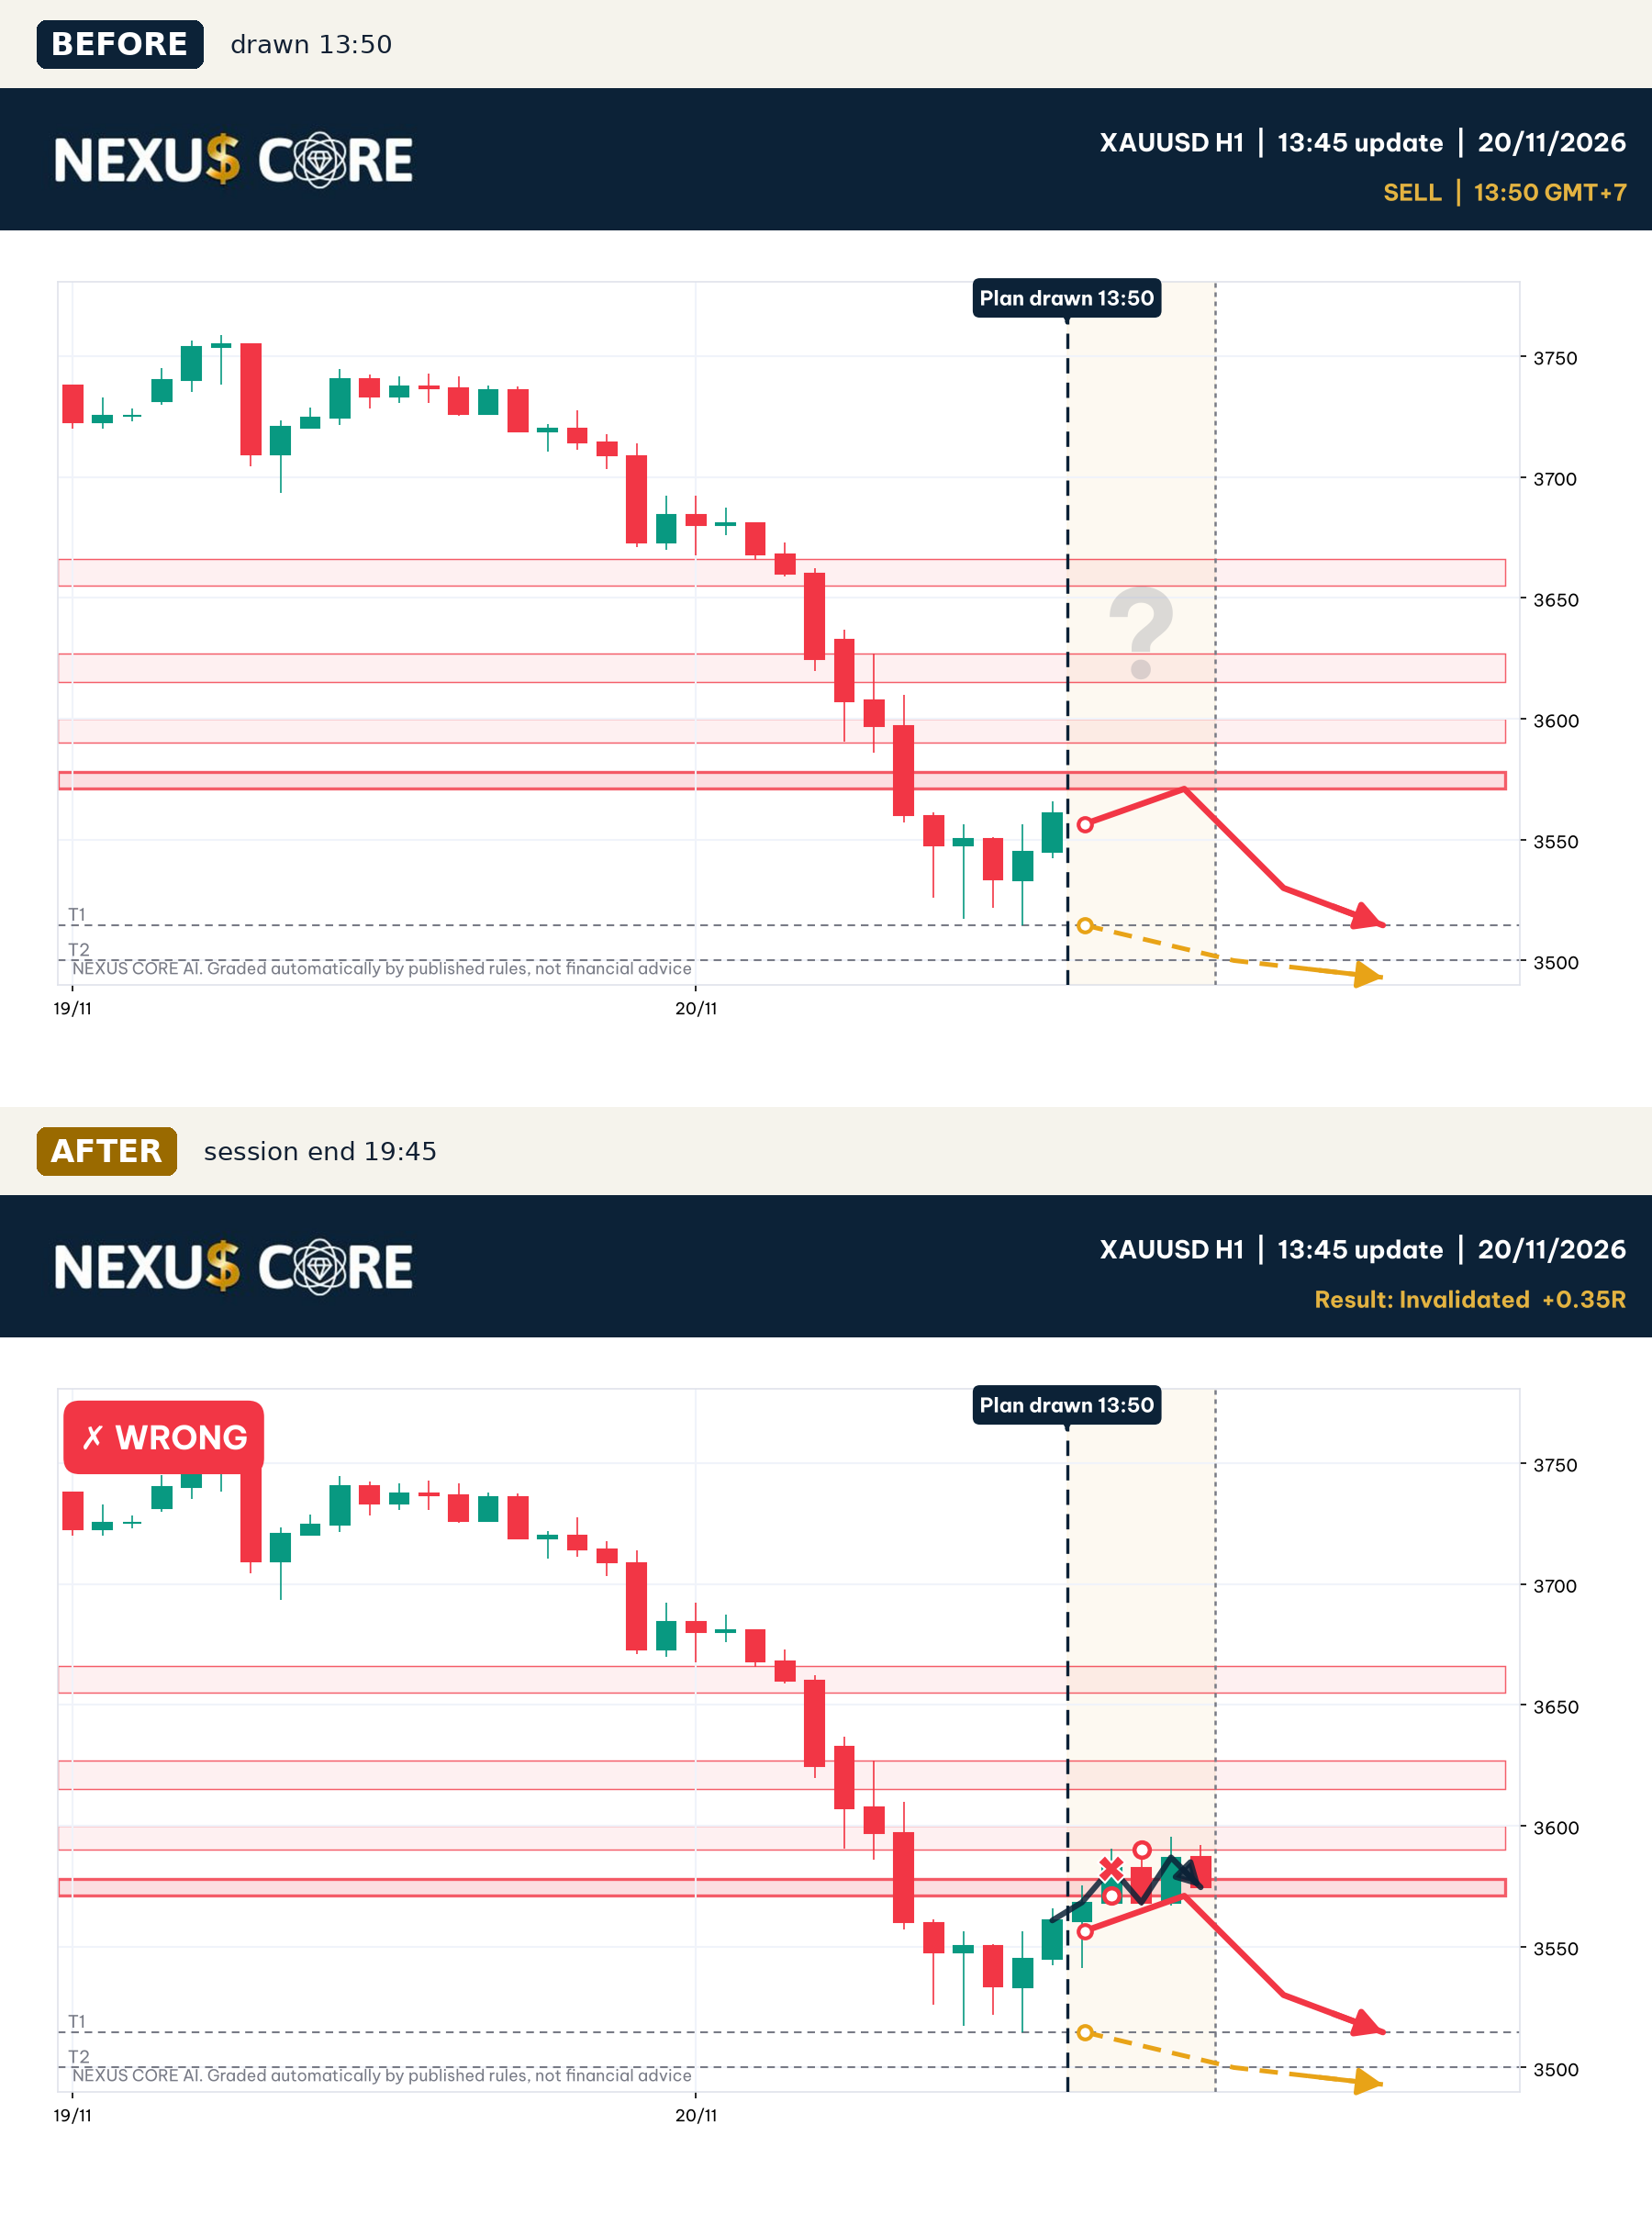 BEFORE drawn 13:50
NEXU$ CORE
XAUUSD H1 | 13:45 update | 20/11/2026
SELL | 13:50 GMT+7
Plan drawn 13:50
3750
3700
3650
?
3600
3550
T1
T2
3500
NEXUS CORE AI. Graded automatically by published rules, not financial advice
19/11
20/11
AFTER session end 19:45
NEXU$ CORE
XAUUSD H1 | 13:45 update | 20/11/2026
Result: Invalidated +0.35R
Plan drawn 13:50
✗ WRONG
3750
3700
3650
3600
3550
T1
T2
3500
NEXUS CORE AI. Graded automatically by published rules, not financial advice
19/11
20/11